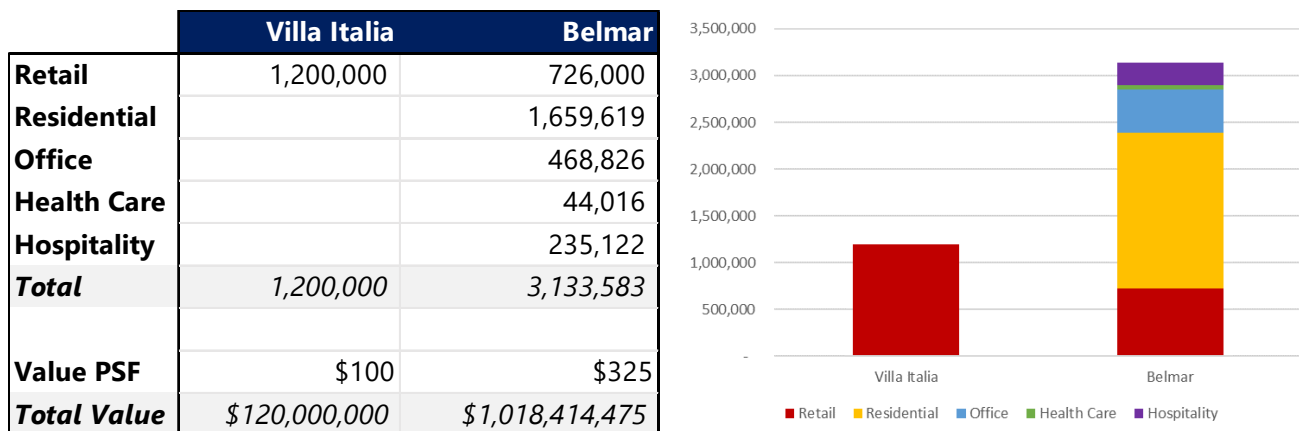 Villa Italia Belmar
Retail 1,200,000 726,000
Residential 1,659,619
Office 468,826
Health Care 44,016
Hospitality 235,122
Total 1,200,000 3,133,583
Value PSF $100 $325
Total Value $120,000,000 $1,018,414,475
3,500,000
3,000,000
2,500,000
2,000,000
1,500,000
1,000,000
500,000
-
Villa Italia Belmar
Retail Residential Office Health Care Hospitality